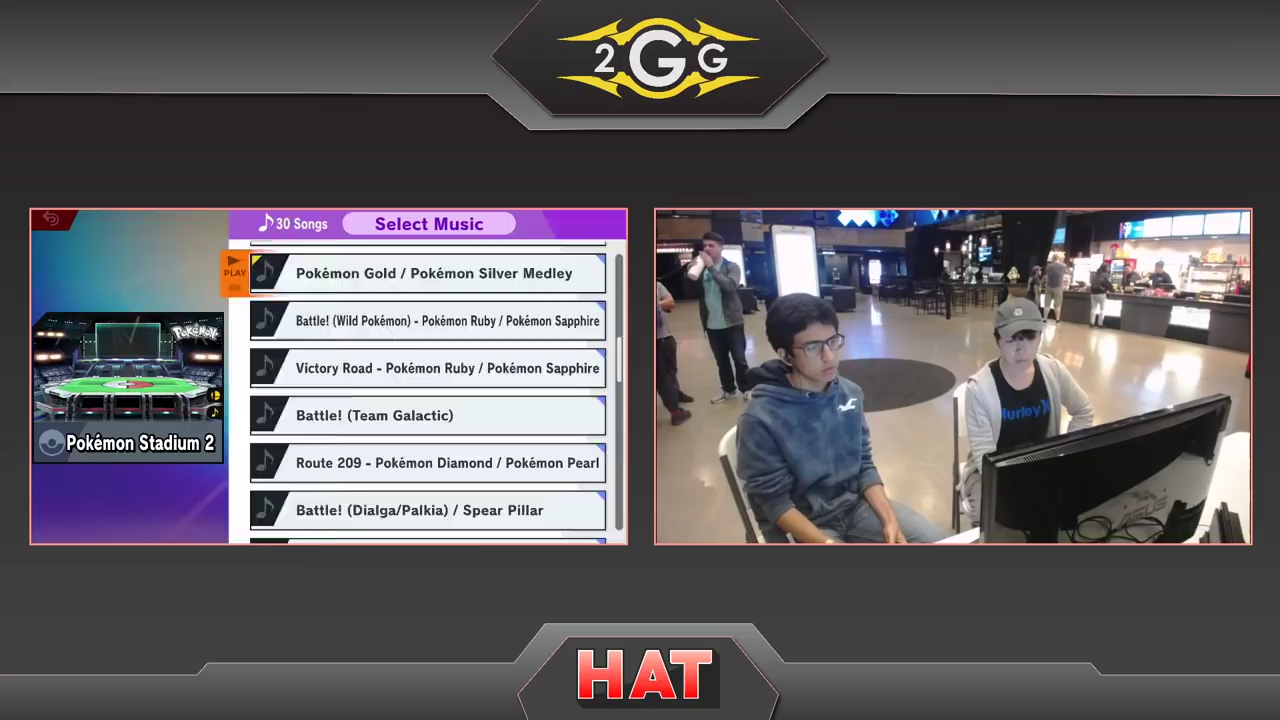 2GG
30 Songs
Select Music
PLAY
Pokémon Gold / Pokémon Silver Medley
Battle! (Wild Pokémon) - Pokémon Ruby / Pokémon Sapphire
Victory Road - Pokémon Ruby / Pokémon Sapphire
Battle! (Team Galactic)
Route 209 - Pokémon Diamond / Pokémon Pearl
Battle! (Dialga/Palkia) / Spear Pillar
Pokémon
Pokémon Stadium 2
Hurley
HAT